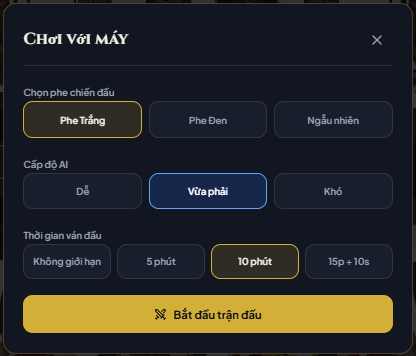 CHƠI VỚI MÁY
Chọn phe chiến đấu
Phe Trắng Phe Đen Ngẫu nhiên
Cấp độ AI
Dễ Vừa phải Khó
Thời gian ván đấu
Không giới hạn 5 phút 10 phút 15p + 10s
Bắt đầu trận đấu